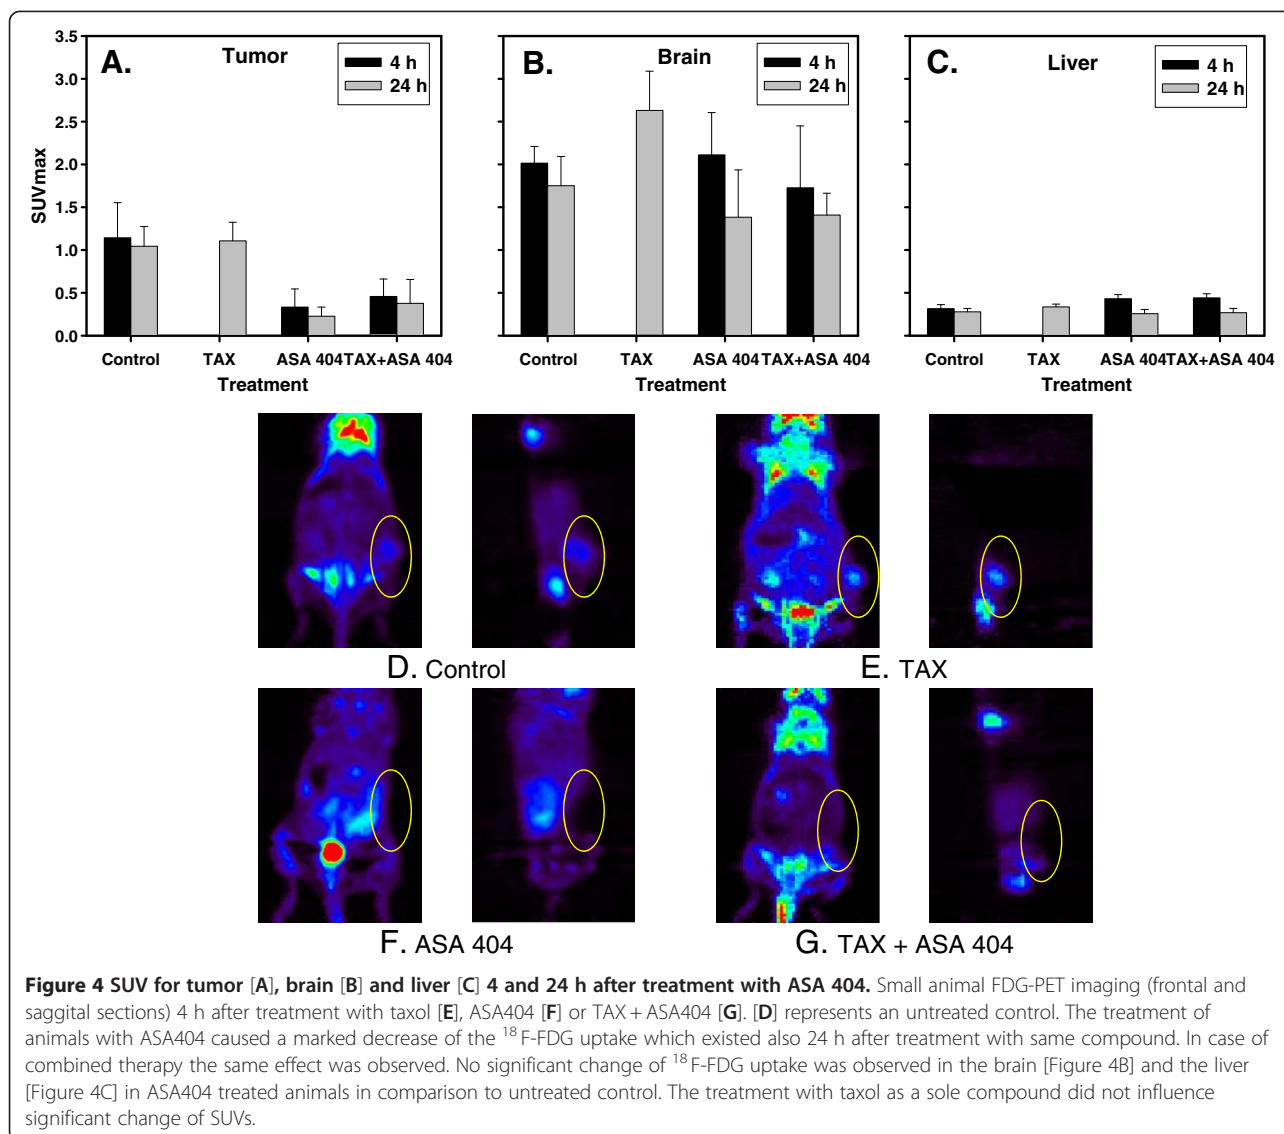 A.
Tumor
4 h
24 h
SUVmax
3.5
3.0
2.5
2.0
1.5
1.0
0.5
0.0
Control TAX ASA 404 TAX+ASA 404
Treatment
B.
Brain
4 h
24 h
Control TAX ASA 404 TAX+ASA 404
Treatment
C.
Liver
4 h
24 h
Control TAX ASA 404 TAX+ASA 404
Treatment
D. Control
E. TAX
F. ASA 404
G. TAX + ASA 404
Figure 4 SUV for tumor [A], brain [B] and liver [C] 4 and 24 h after treatment with ASA 404. Small animal FDG-PET imaging (frontal and
saggital sections) 4 h after treatment with taxol [E], ASA404 [F] or TAX + ASA404 [G]. [D] represents an untreated control. The treatment of
animals with ASA404 caused a marked decrease of the ¹⁸F-FDG uptake which existed also 24 h after treatment with same compound. In case of
combined therapy the same effect was observed. No significant change of ¹⁸F-FDG uptake was observed in the brain [Figure 4B] and the liver
[Figure 4C] in ASA404 treated animals in comparison to untreated control. The treatment with taxol as a sole compound did not influence
significant change of SUVs.